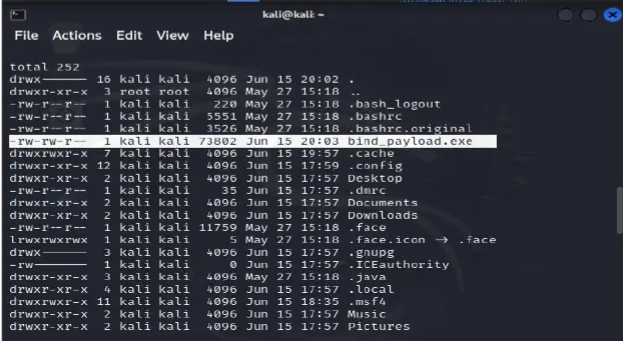 kali@kali: ~
File Actions Edit View Help
total 252
drwx------ 16 kali kali 4096 Jun 15 20:02 .
drwxr-xr-x 3 root root 4096 May 27 15:18 ..
-rw-r--r-- 1 kali kali 220 May 27 15:18 .bash_logout
-rw-r--r-- 1 kali kali 5551 May 27 15:18 .bashrc
-rw-r--r-- 1 kali kali 3526 May 27 15:18 .bashrc.original
-rw-rw-r-- 1 kali kali 73802 Jun 15 20:03 bind_payload.exe
drwxrwxr-x 7 kali kali 4096 Jun 15 19:57 .cache
drwxr-xr-x 12 kali kali 4096 Jun 15 17:59 .config
drwxr-xr-x 2 kali kali 4096 Jun 15 17:57 Desktop
-rw-r--r-- 1 kali kali 35 Jun 15 17:57 .dmrc
drwxr-xr-x 2 kali kali 4096 Jun 15 17:57 Documents
drwxr-xr-x 2 kali kali 4096 Jun 15 17:57 Downloads
-rw-r--r-- 1 kali kali 11759 May 27 15:18 .face
lrwxrwxrwx 1 kali kali 5 May 27 15:18 .face.icon → .face
drwx------ 3 kali kali 4096 Jun 15 17:57 .gnupg
-rw------- 1 kali kali 0 Jun 15 17:57 .ICEauthority
drwxr-xr-x 3 kali kali 4096 May 27 15:18 .java
drwxr-xr-x 4 kali kali 4096 Jun 15 17:57 .local
drwxrwxr-x 11 kali kali 4096 Jun 15 18:35 .msf4
drwxr-xr-x 2 kali kali 4096 Jun 15 17:57 Music
drwxr-xr-x 2 kali kali 4096 Jun 15 17:57 Pictures